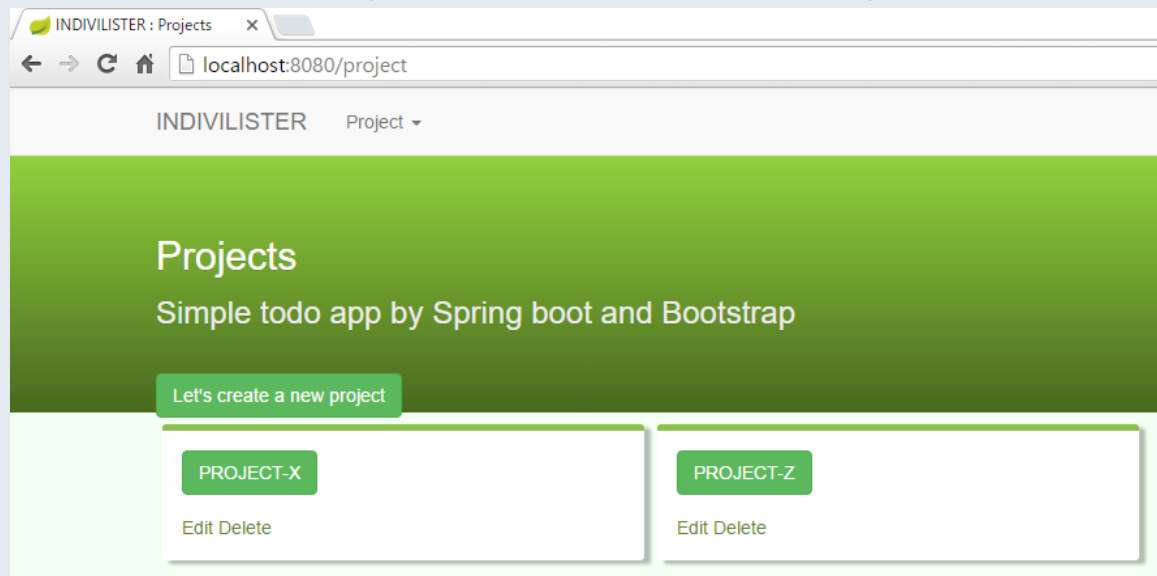 INDIVILISTER : Projects
localhost:8080/project
INDIVILISTER Project
Projects
Simple todo app by Spring boot and Bootstrap
Let's create a new project
PROJECT-X PROJECT-Z
Edit Delete Edit Delete